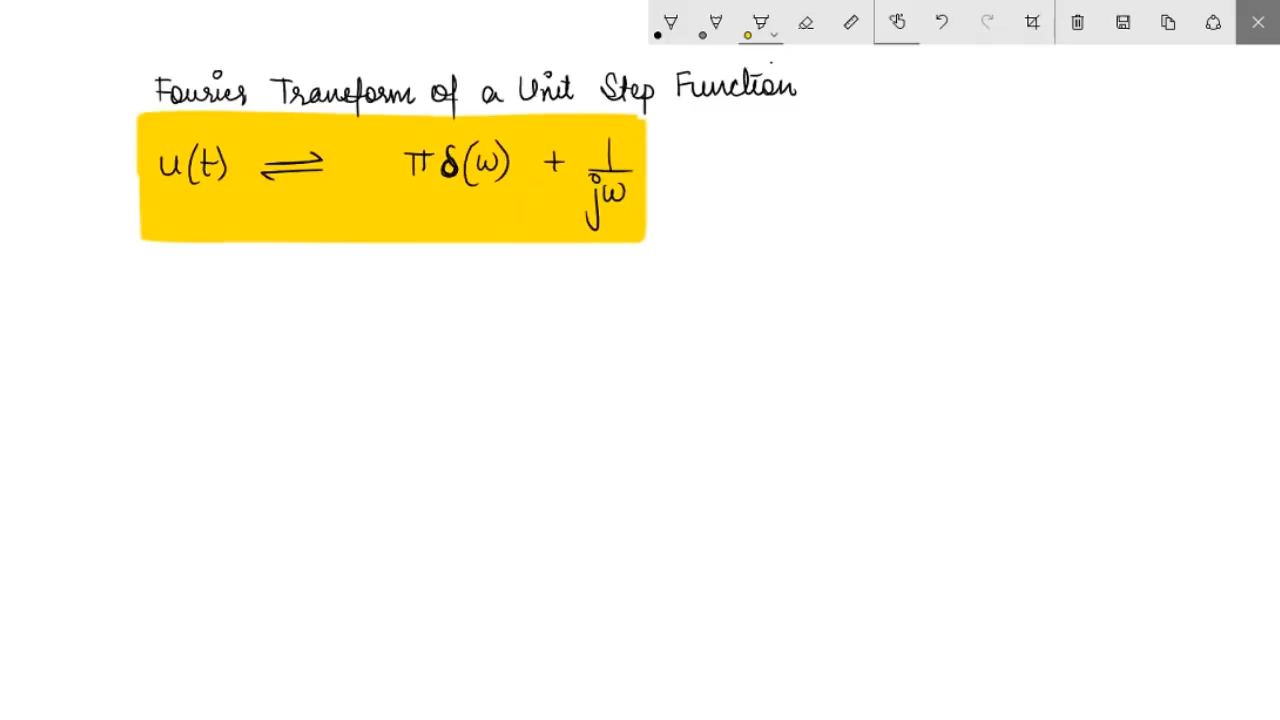 Fourier Transform of a Unit Step Function
u(t) ⇌ πδ(ω) + 1/jω